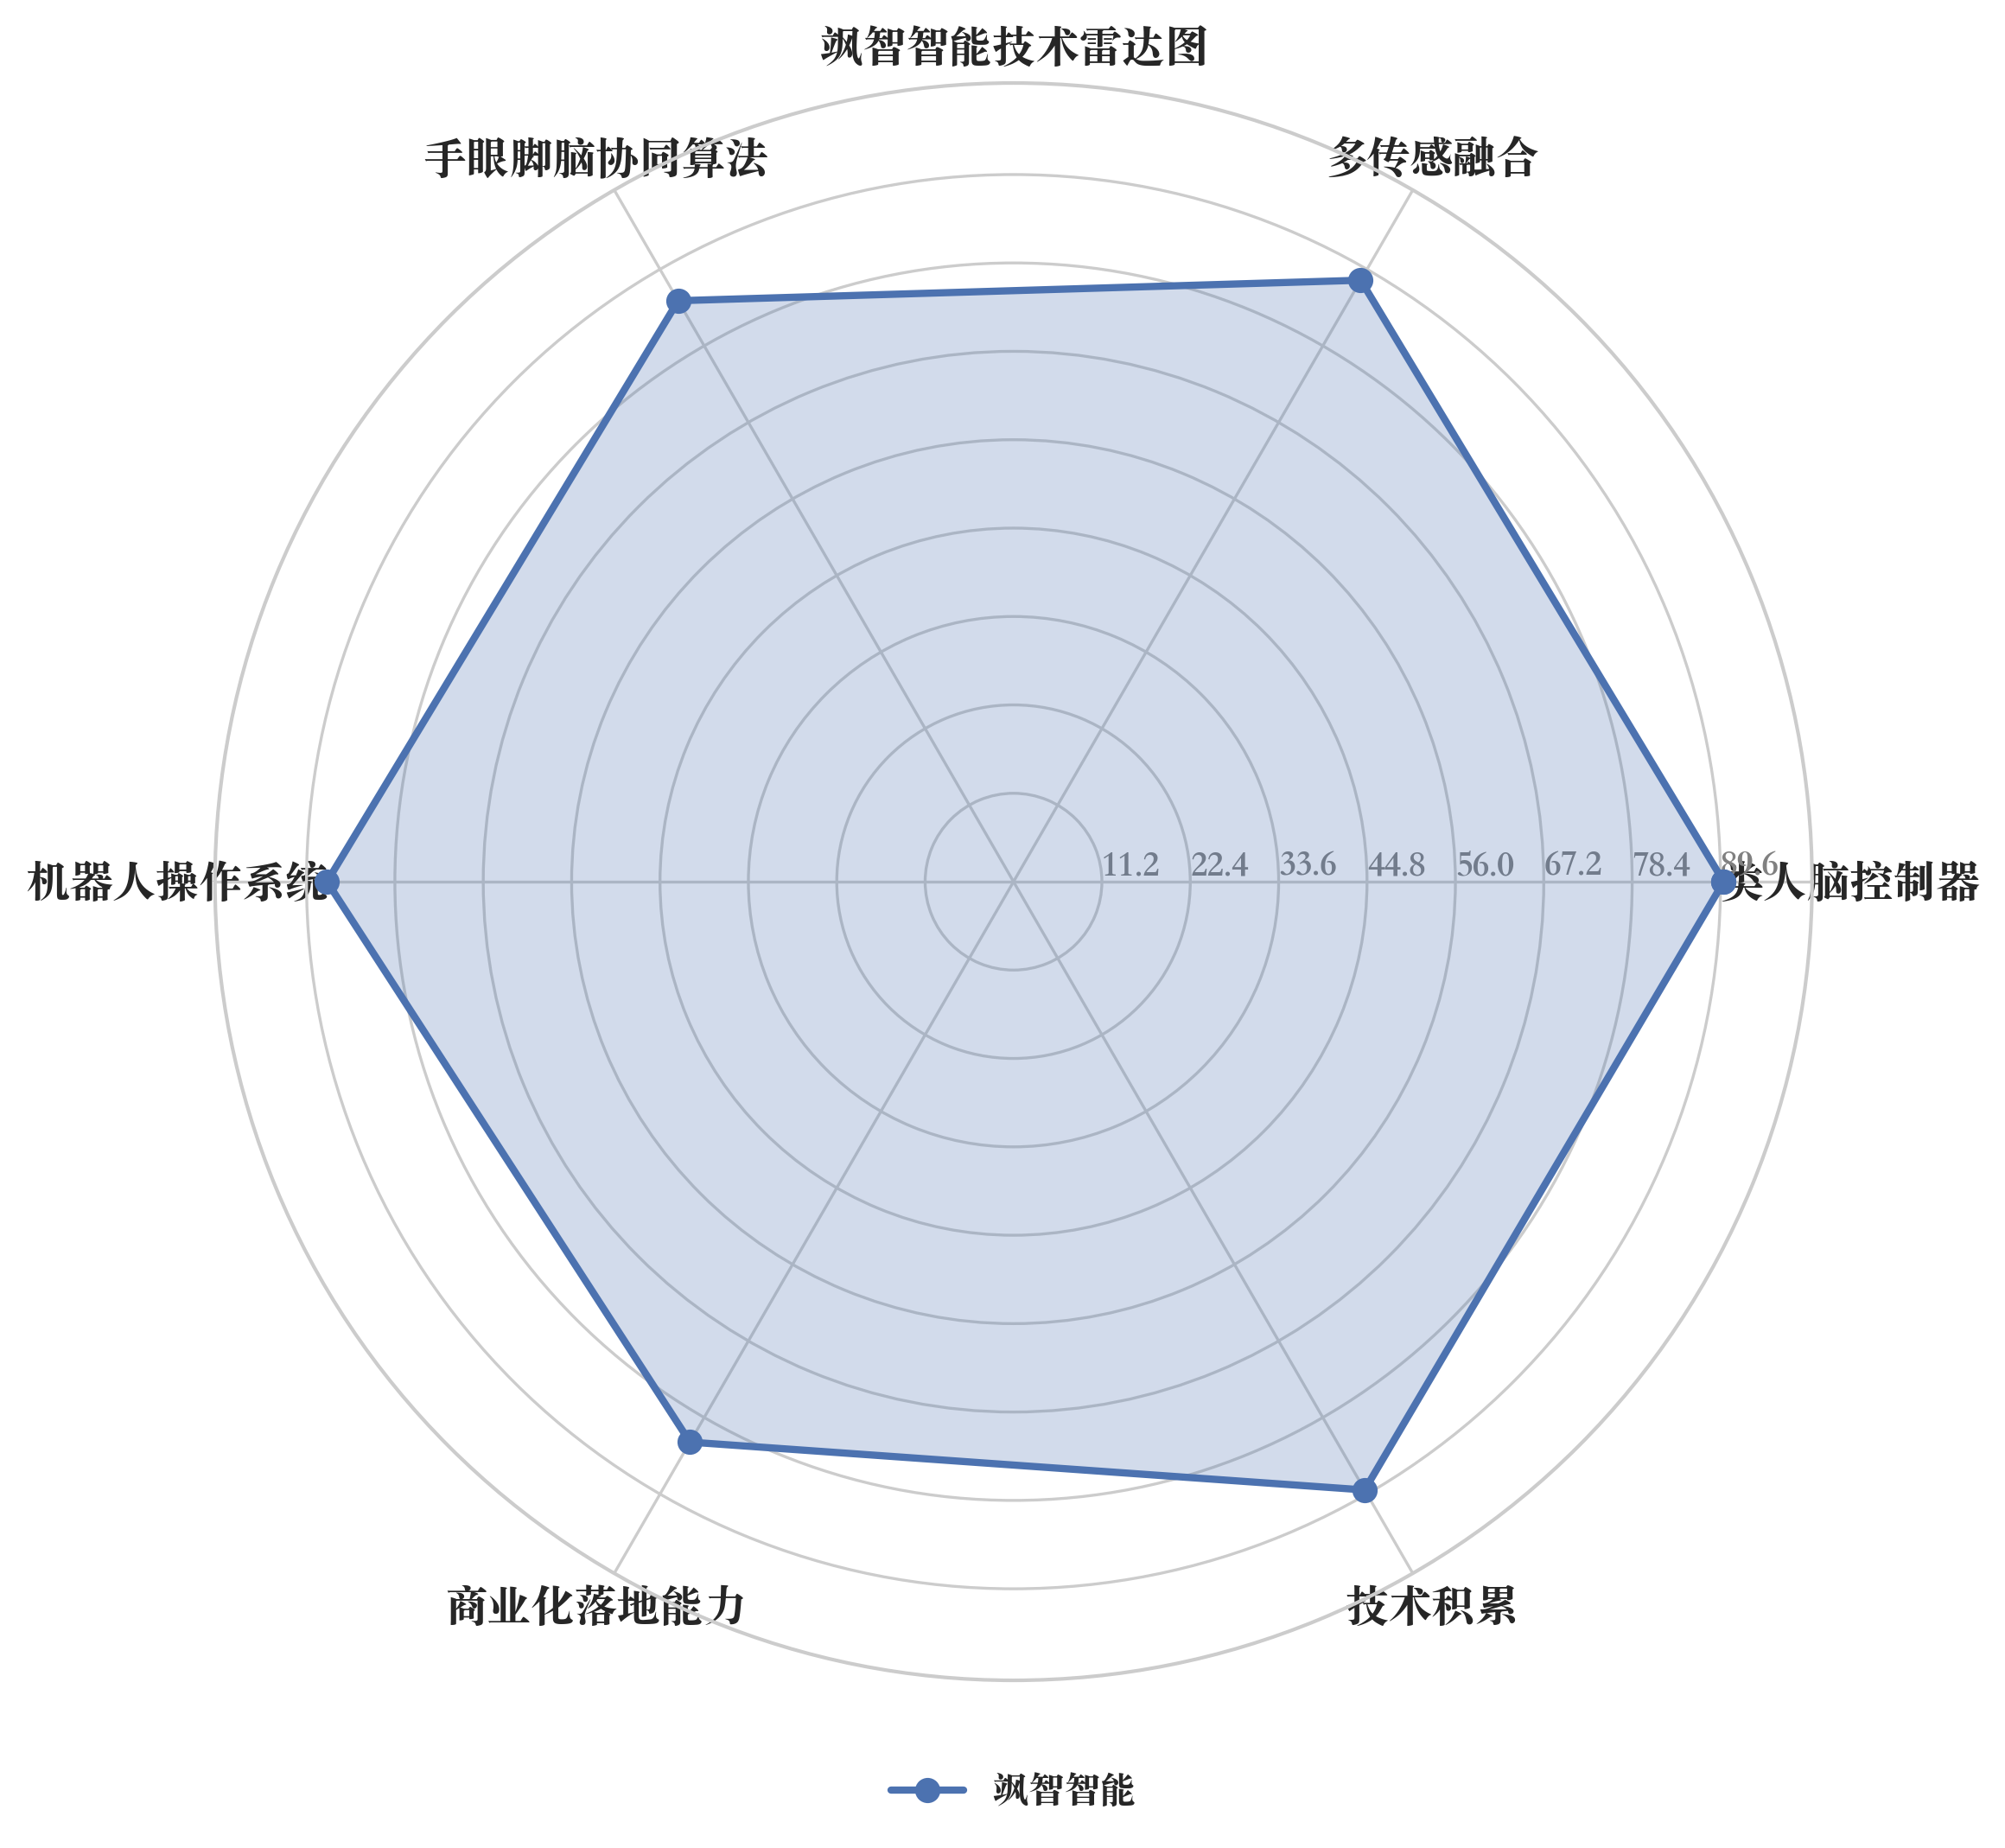 飒智智能技术雷达图
手眼脚脑协同算法
多传感融合
机器人操作系统
11.2
22.4
33.6
44.8
56.0
67.2
78.4
89.6
类人脑控制器
商业化落地能力
技术积累
飒智智能